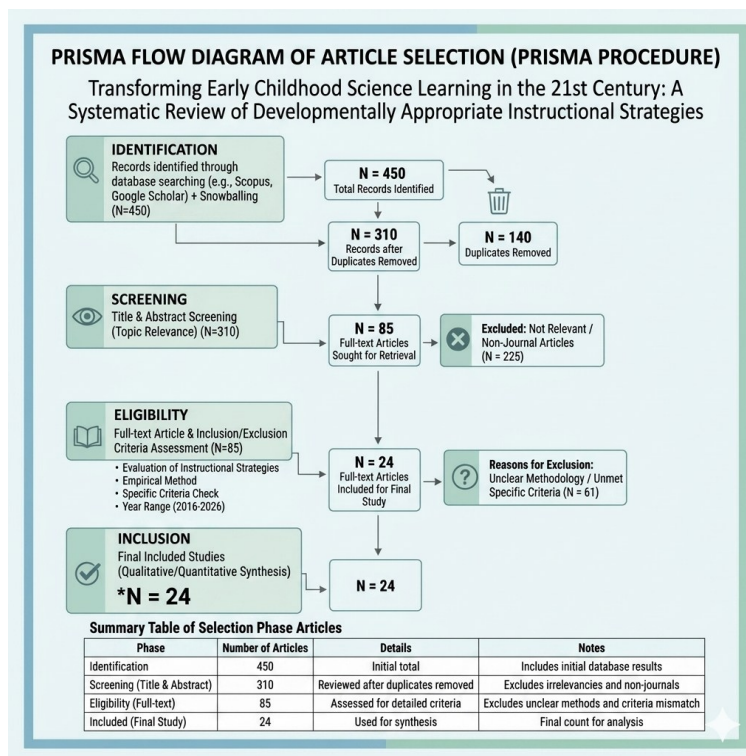 PRISMA FLOW DIAGRAM OF ARTICLE SELECTION (PRISMA PROCEDURE)
Transforming Early Childhood Science Learning in the 21st Century: A
Systematic Review of Developmentally Appropriate Instructional Strategies
IDENTIFICATION
Records identified through
database searching (e.g., Scopus,
Google Scholar) + Snowballing
(N=450)
N = 450
Total Records Identified
N = 310
Records after
Duplicates Removed
N = 140
Duplicates Removed
SCREENING
Title & Abstract Screening
(Topic Relevance) (N=310)
N = 85
Full-text Articles
Sought for Retrieval
Excluded: Not Relevant /
Non-Journal Articles
(N = 225)
ELIGIBILITY
Full-text Article & Inclusion/Exclusion
Criteria Assessment (N=85)
• Evaluation of Instructional Strategies
• Empirical Method
• Specific Criteria Check
• Year Range (2016-2026)
N = 24
Full-text Articles
Included for Final
Study
Reasons for Exclusion:
Unclear Methodology / Unmet
Specific Criteria (N = 61)
INCLUSION
Final Included Studies
(Qualitative/Quantitative Synthesis)
*N = 24
N = 24
Summary Table of Selection Phase Articles
Phase Number of Articles Details Notes
Identification 450 Initial total Includes initial database results
Screening (Title & Abstract) 310 Reviewed after duplicates removed Excludes irrelevancies and non-journals
Eligibility (Full-text) 85 Assessed for detailed criteria Excludes unclear methods and criteria mismatch
Included (Final Study) 24 Used for synthesis Final count for analysis